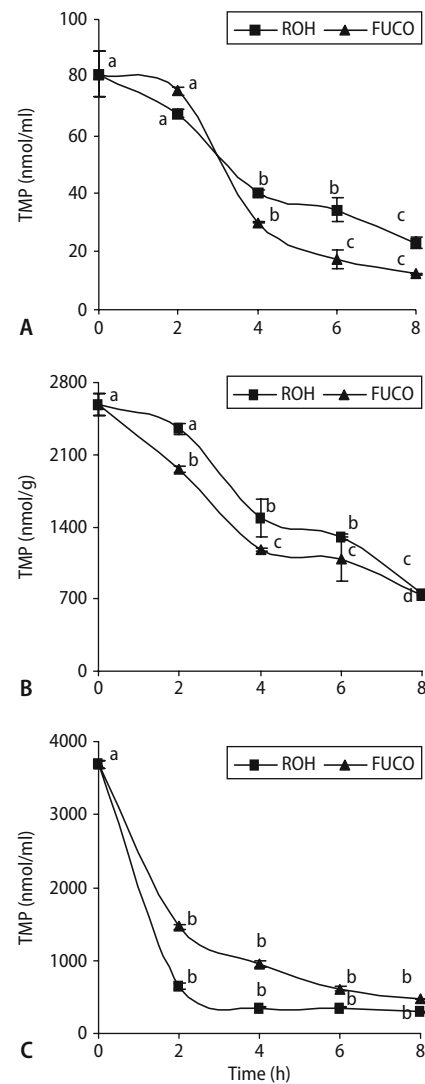 ROH FUCO
TMP (nmol/ml)
100
80
60
40
20
0
a
a
a
b
b
b
c
c
c
0 2 4 6 8
A
ROH FUCO
TMP (nmol/g)
2800
2100
1400
700
0
a
a
b
b
c
b
c
c
d
0 2 4 6 8
B
ROH FUCO
TMP (nmol/ml)
4000
3000
2000
1000
0
a
b
b
b
b
b
b
b
b
0 2 4 6 8
C
Time (h)